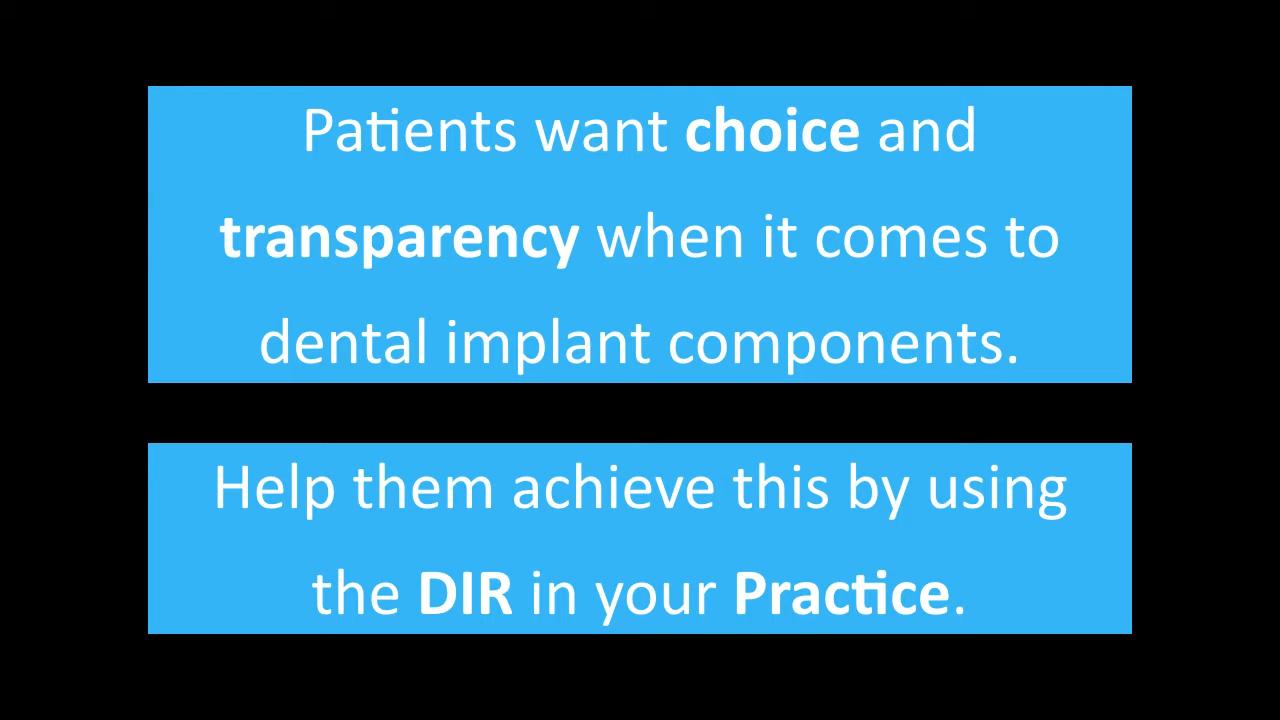 Patients want choice and
transparency when it comes to
dental implant components.
Help them achieve this by using
the DIR in your Practice.